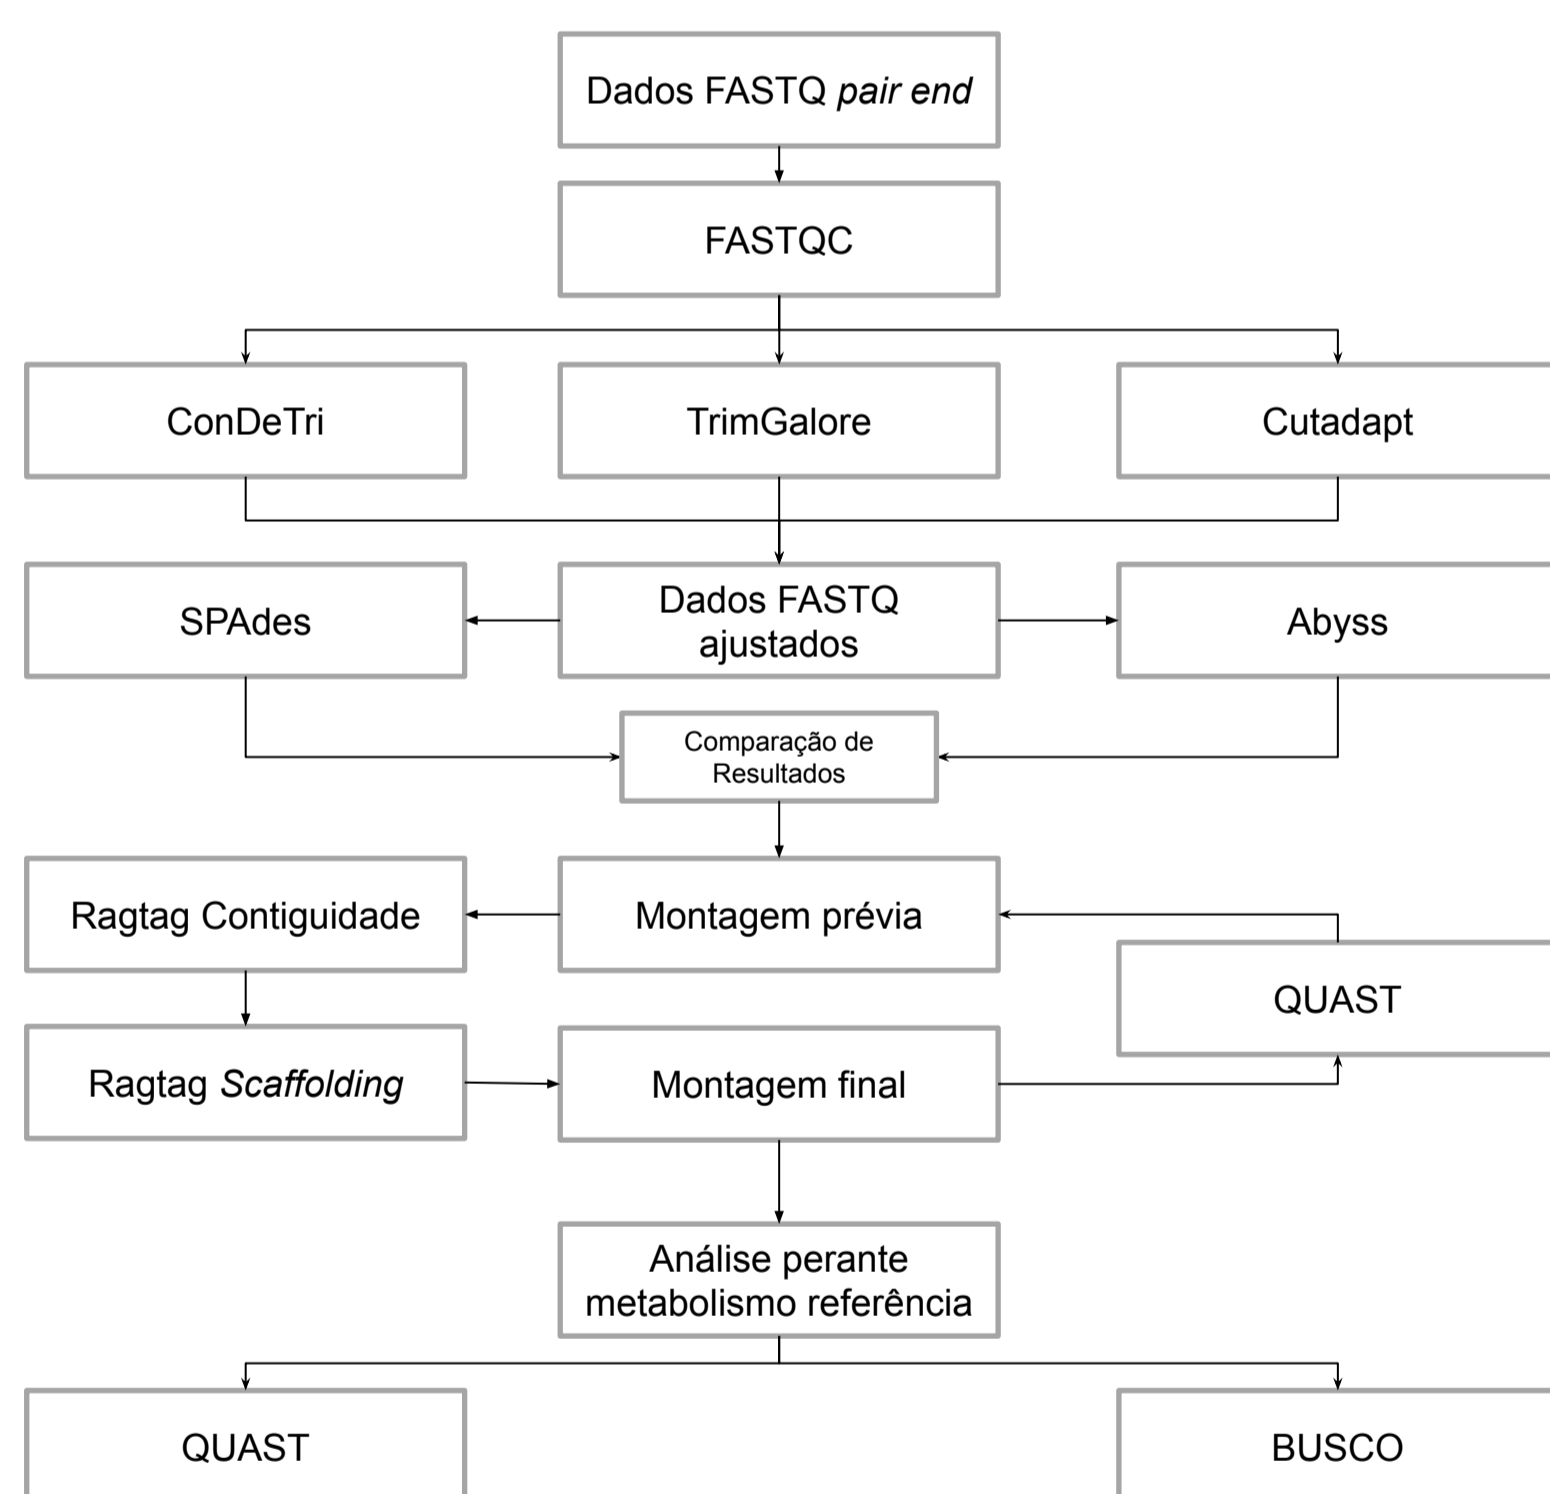 Dados FASTQ pair end
FASTQC
ConDeTri
TrimGalore
Cutadapt
SPAdes
Dados FASTQ
ajustados
Abyss
Comparação de
Resultados
Ragtag Contiguidade
Montagem prévia
QUAST
Ragtag Scaffolding
Montagem final
Análise perante
metabolismo referência
QUAST
BUSCO